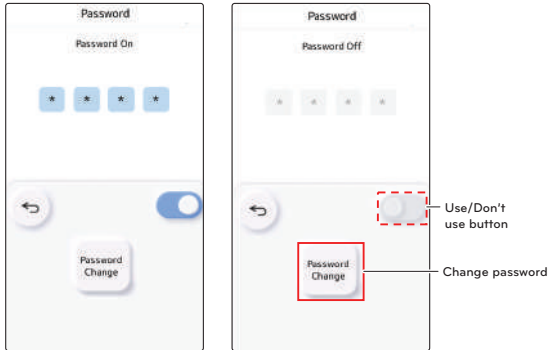 Password
Password On
* * * *
Password
Change
Password
Password Off
* * * *
Password
Change
Use/Don't
use button
Change password